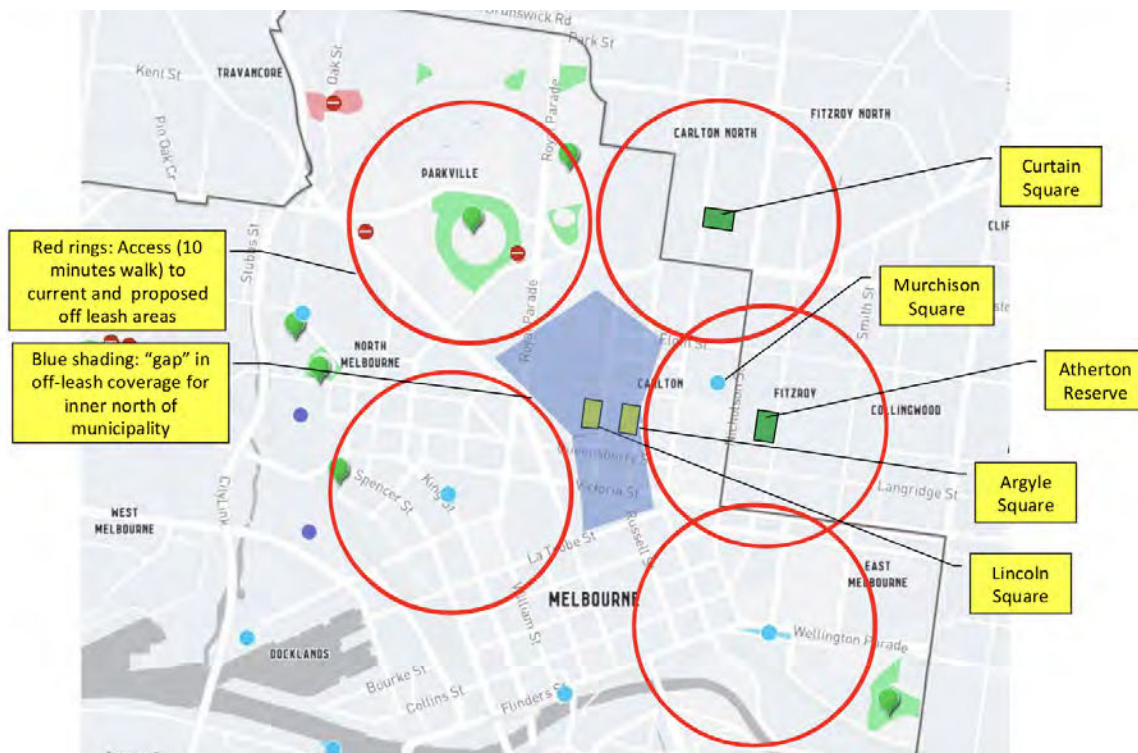 Brunswick Rd
Park St
Oak St
TRAVANCORE
Kent St
Pin Oak Cr
Royal Parade
CARLTON NORTH
FITZROY NORTH
PARKVILLE
Curtain
Square
Red rings: Access (10
minutes walk) to
current and proposed
off leash areas
Stubbs St
Smith St
Murchison
Square
Blue shading: “gap” in
off-leash coverage for
inner north of
municipality
NORTH
MELBOURNE
Royal Parade
Elgin St
CARLTON
Nicholson St
FITZROY
COLLINGWOOD
Atherton
Reserve
Queensberry S
Victoria St
King St
Spencer St
CityLink
WEST
MELBOURNE
Langridge St
Argyle
Square
La Trobe St
Russell St
William St
MELBOURNE
EAST
MELBOURNE
Lincoln
Square
Wellington Parade
DOCKLANDS
Bourke St
Collins St
Flinders St